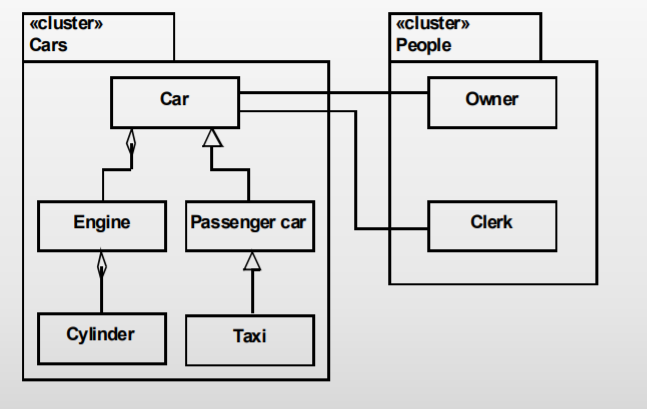 «cluster»
Cars
«cluster»
People
Car
Owner
Engine
Passenger car
Clerk
Cylinder
Taxi